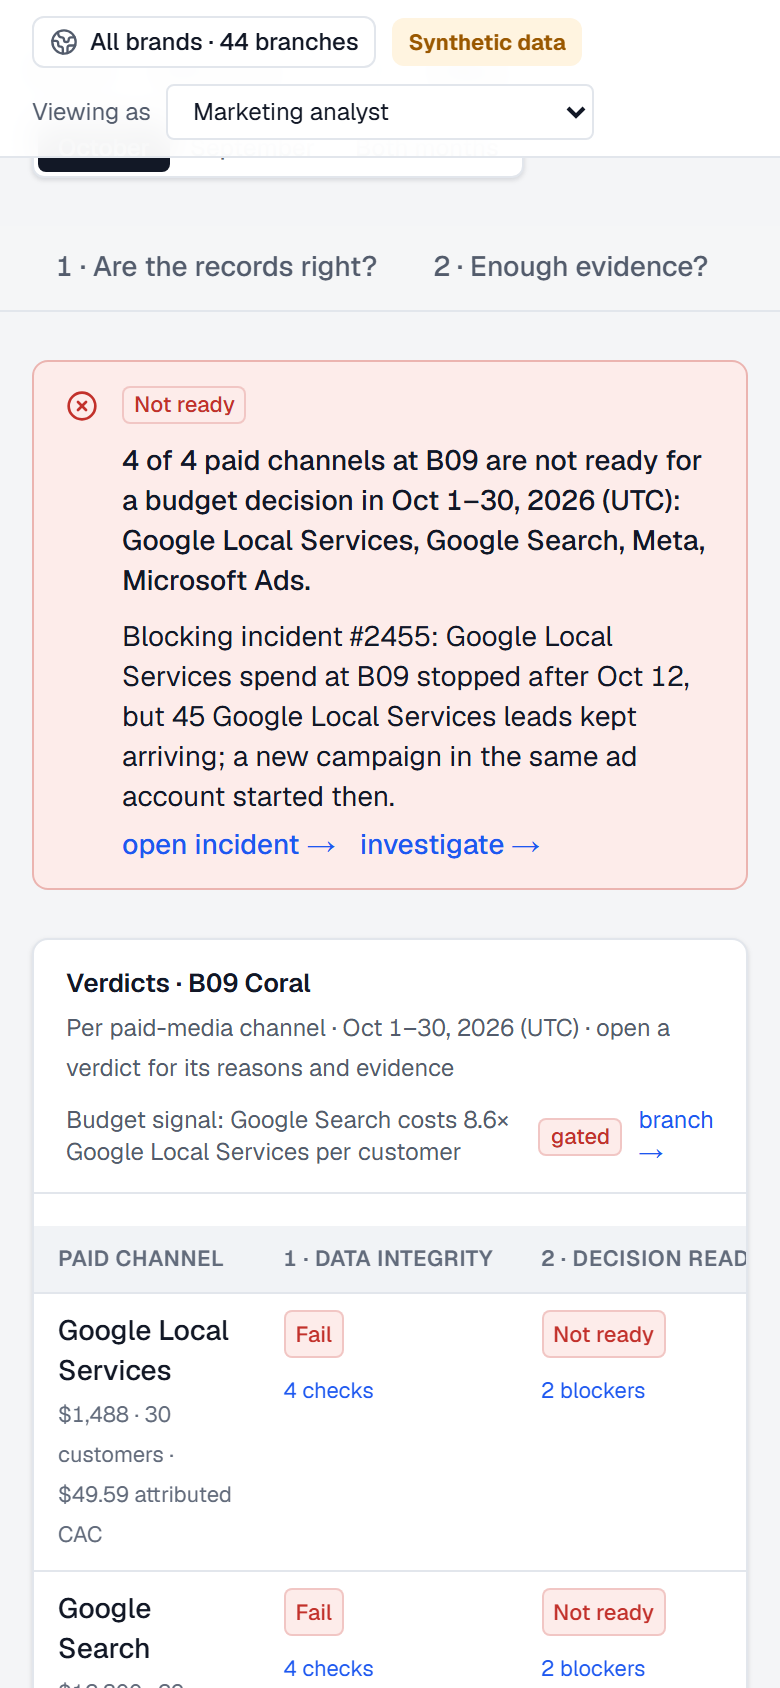 All brands · 44 branches
Synthetic data
Viewing as
Marketing analyst
1 · Are the records right?
2 · Enough evidence?
Not ready
4 of 4 paid channels at B09 are not ready for
a budget decision in Oct 1–30, 2026 (UTC):
Google Local Services, Google Search, Meta,
Microsoft Ads.
Blocking incident #2455: Google Local
Services spend at B09 stopped after Oct 12,
but 45 Google Local Services leads kept
arriving; a new campaign in the same ad
account started then.
open incident → investigate →
Verdicts · B09 Coral
Per paid-media channel · Oct 1–30, 2026 (UTC) · open a
verdict for its reasons and evidence
Budget signal: Google Search costs 8.6×
Google Local Services per customer
gated
branch
→
PAID CHANNEL
1 · DATA INTEGRITY
2 · DECISION READ
Google Local
Services
$1,488 · 30
customers ·
$49.59 attributed
CAC
Fail
4 checks
Not ready
2 blockers
Google
Search
Fail
4 checks
Not ready
2 blockers